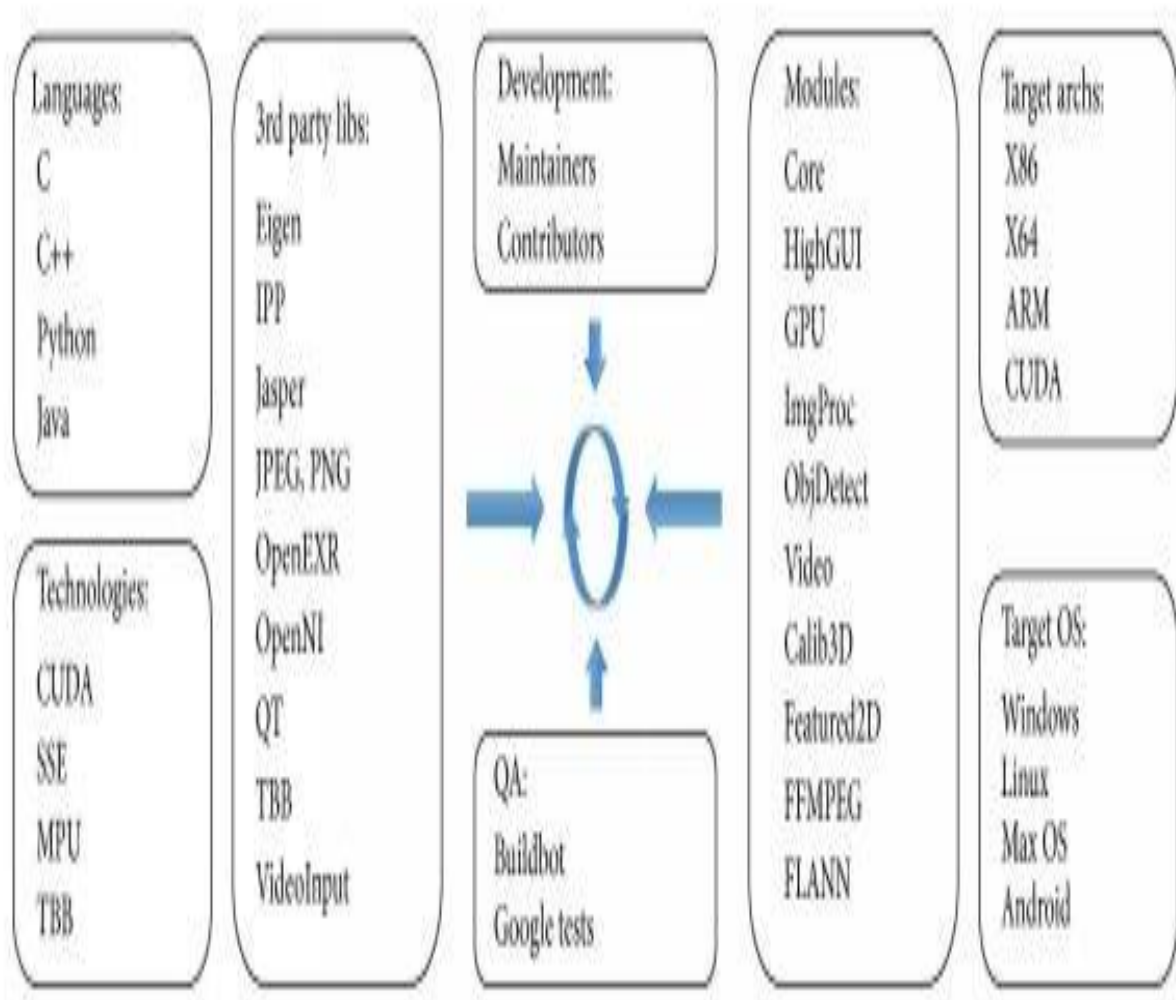 Languages:
C
C++
Python
Java
Technologies:
CUDA
SSE
MPU
TBB
3rd party libs:
Eigen
IPP
Jasper
JPEG, PNG
OpenEXR
OpenNI
QT
TBB
VideoInput
Development:
Maintainers
Contributors
QA:
Buildbot
Google tests
Modules:
Core
HighGUI
GPU
ImgProc
ObjDetect
Video
Calib3D
Featured2D
FFMPEG
FLANN
Target archs:
X86
X64
ARM
CUDA
Target OS:
Windows
Linux
Max OS
Android